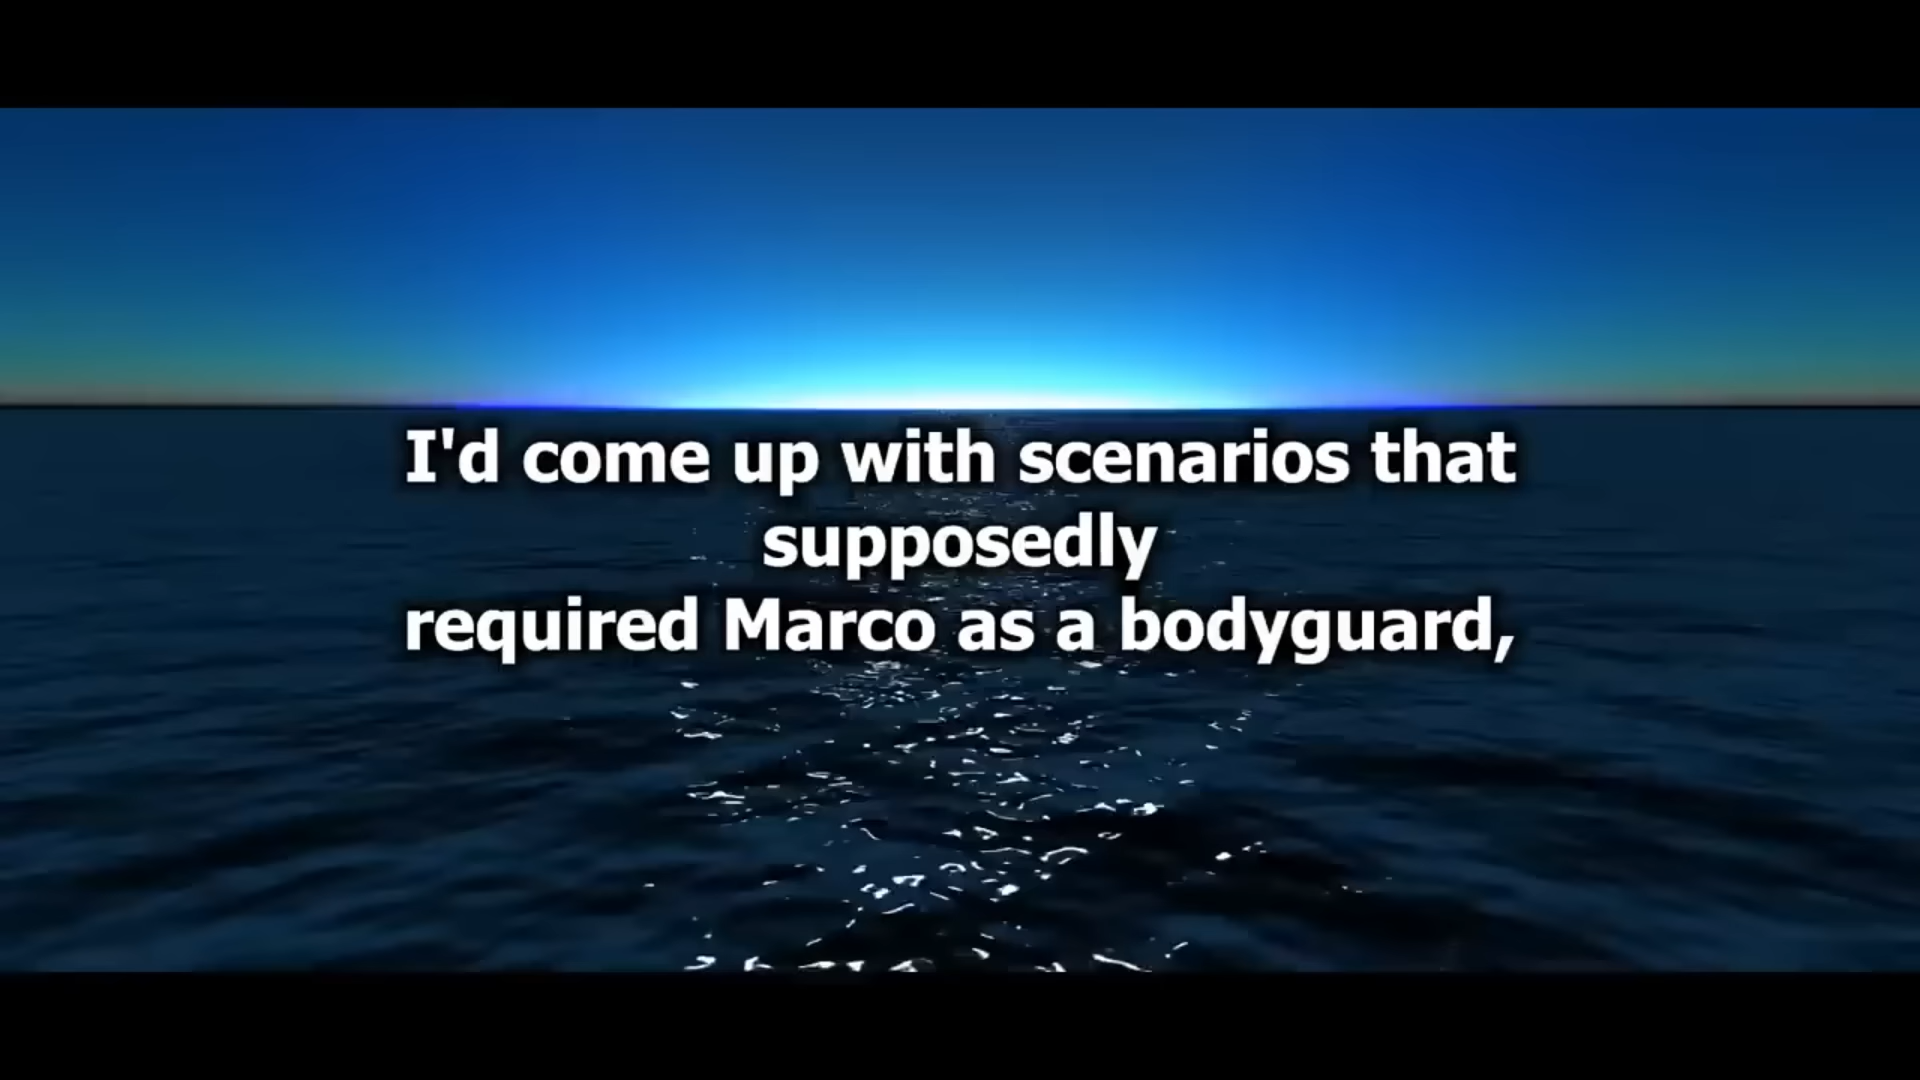 I'd come up with scenarios that
supposedly
required Marco as a bodyguard,